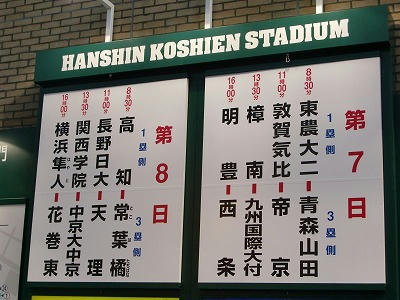 HANSHIN KOSHIEN STADIUM
第7日
1塁側 3塁側
8時30分 東農大二 ー 青森山田
11時00分 敦賀気比 ー 帝京
13時30分 樟南 ー 九州国際大付
16時00分 明豊 ー 西条
第8日
1塁側 3塁側
8時30分 高知 ー 常葉橘
11時00分 長野日大 ー 天理
13時30分 関西学院 ー 中京大中京
16時00分 横浜隼人 ー 花巻東
門